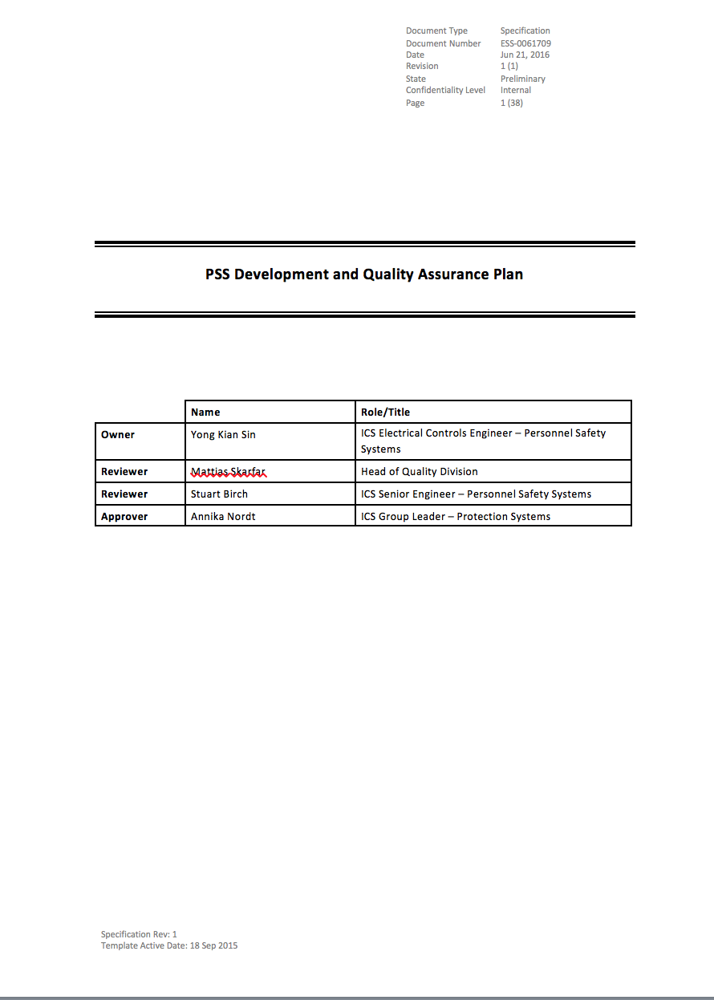 Document Type Specification
Document Number ESS-0061709
Date Jun 21, 2016
Revision 1 (1)
State Preliminary
Confidentiality Level Internal
Page 1 (38)
PSS Development and Quality Assurance Plan
Name Role/Title
Owner Yong Kian Sin ICS Electrical Controls Engineer – Personnel Safety
Systems
Reviewer Mattias Skarfar Head of Quality Division
Reviewer Stuart Birch ICS Senior Engineer – Personnel Safety Systems
Approver Annika Nordt ICS Group Leader – Protection Systems
Specification Rev: 1
Template Active Date: 18 Sep 2015